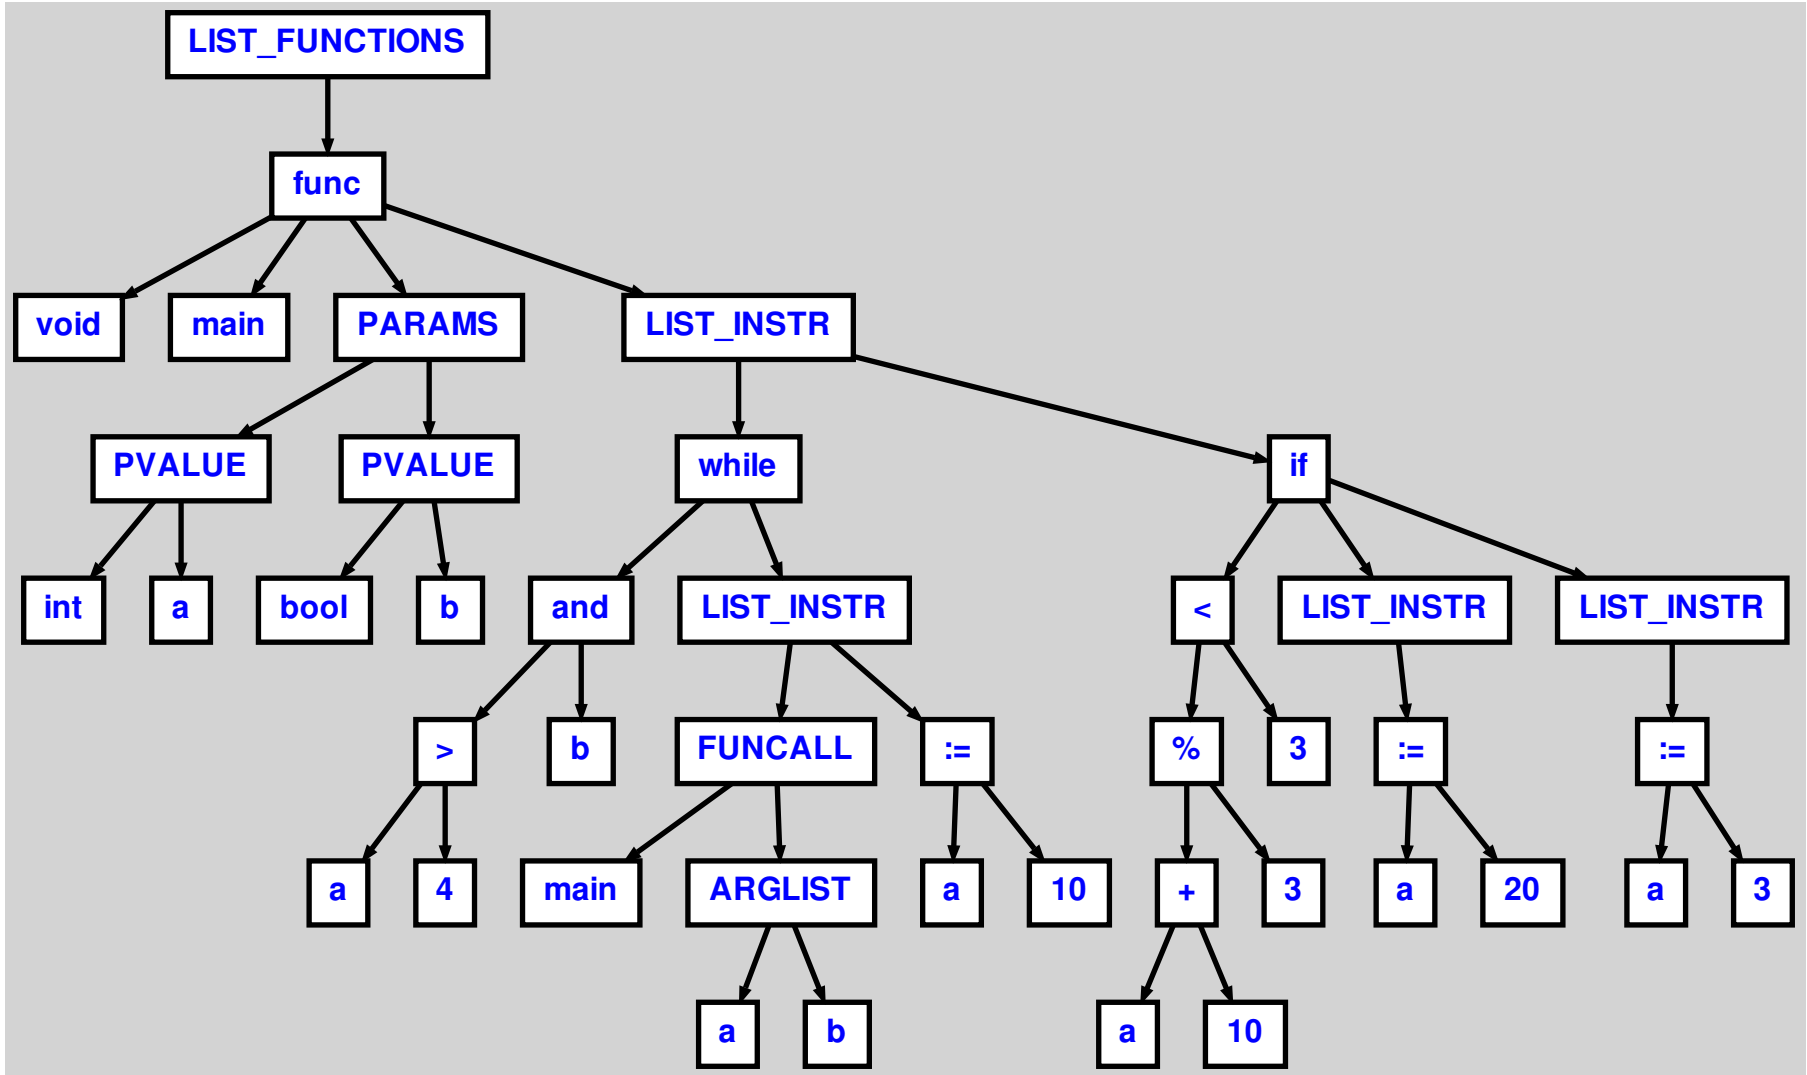 LIST_FUNCTIONS
func
void main PARAMS LIST_INSTR
PVALUE PVALUE while if
int a bool b and LIST_INSTR < LIST_INSTR LIST_INSTR
> b FUNCALL := % 3 := :=
a 4 main ARGLIST a 10 + 3 a 20 a 3
a b a 10